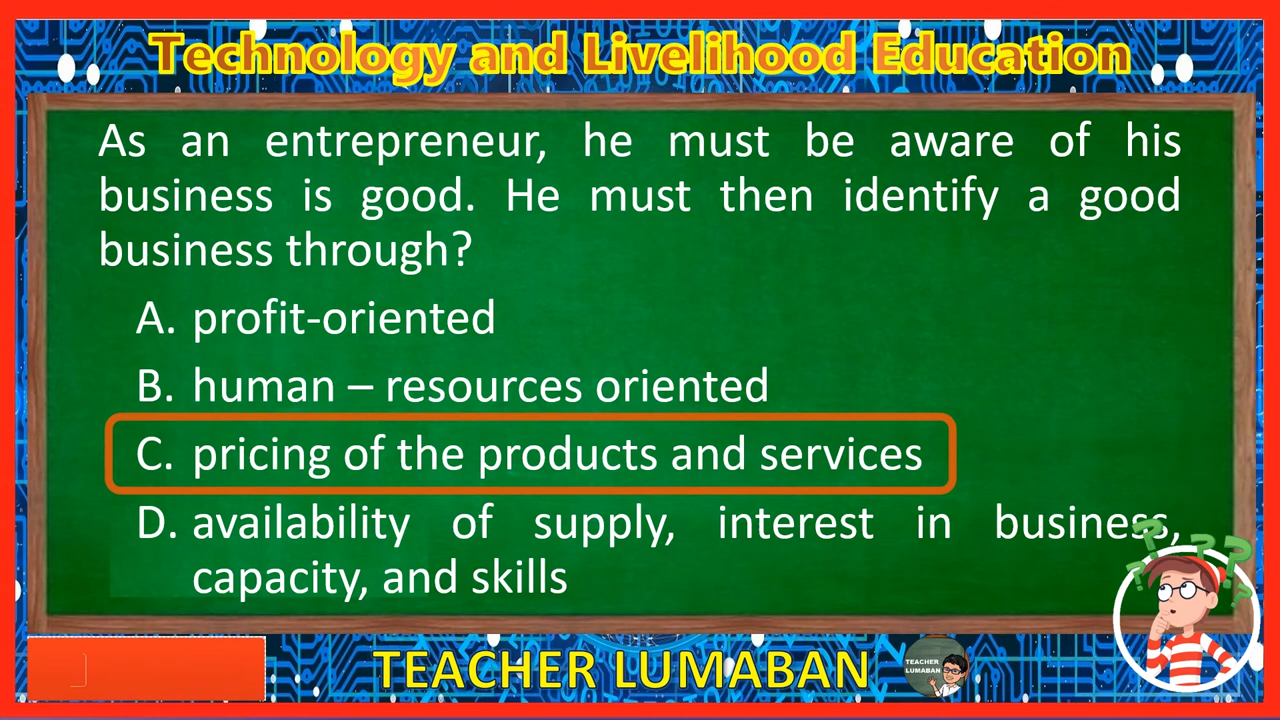 Technology and Livelihood Education
As an entrepreneur, he must be aware of his
business is good. He must then identify a good
business through?
A. profit-oriented
B. human – resources oriented
C. pricing of the products and services
D. availability of supply, interest in business,
capacity, and skills
TEACHER LUMABAN
TEACHER
LUMABAN